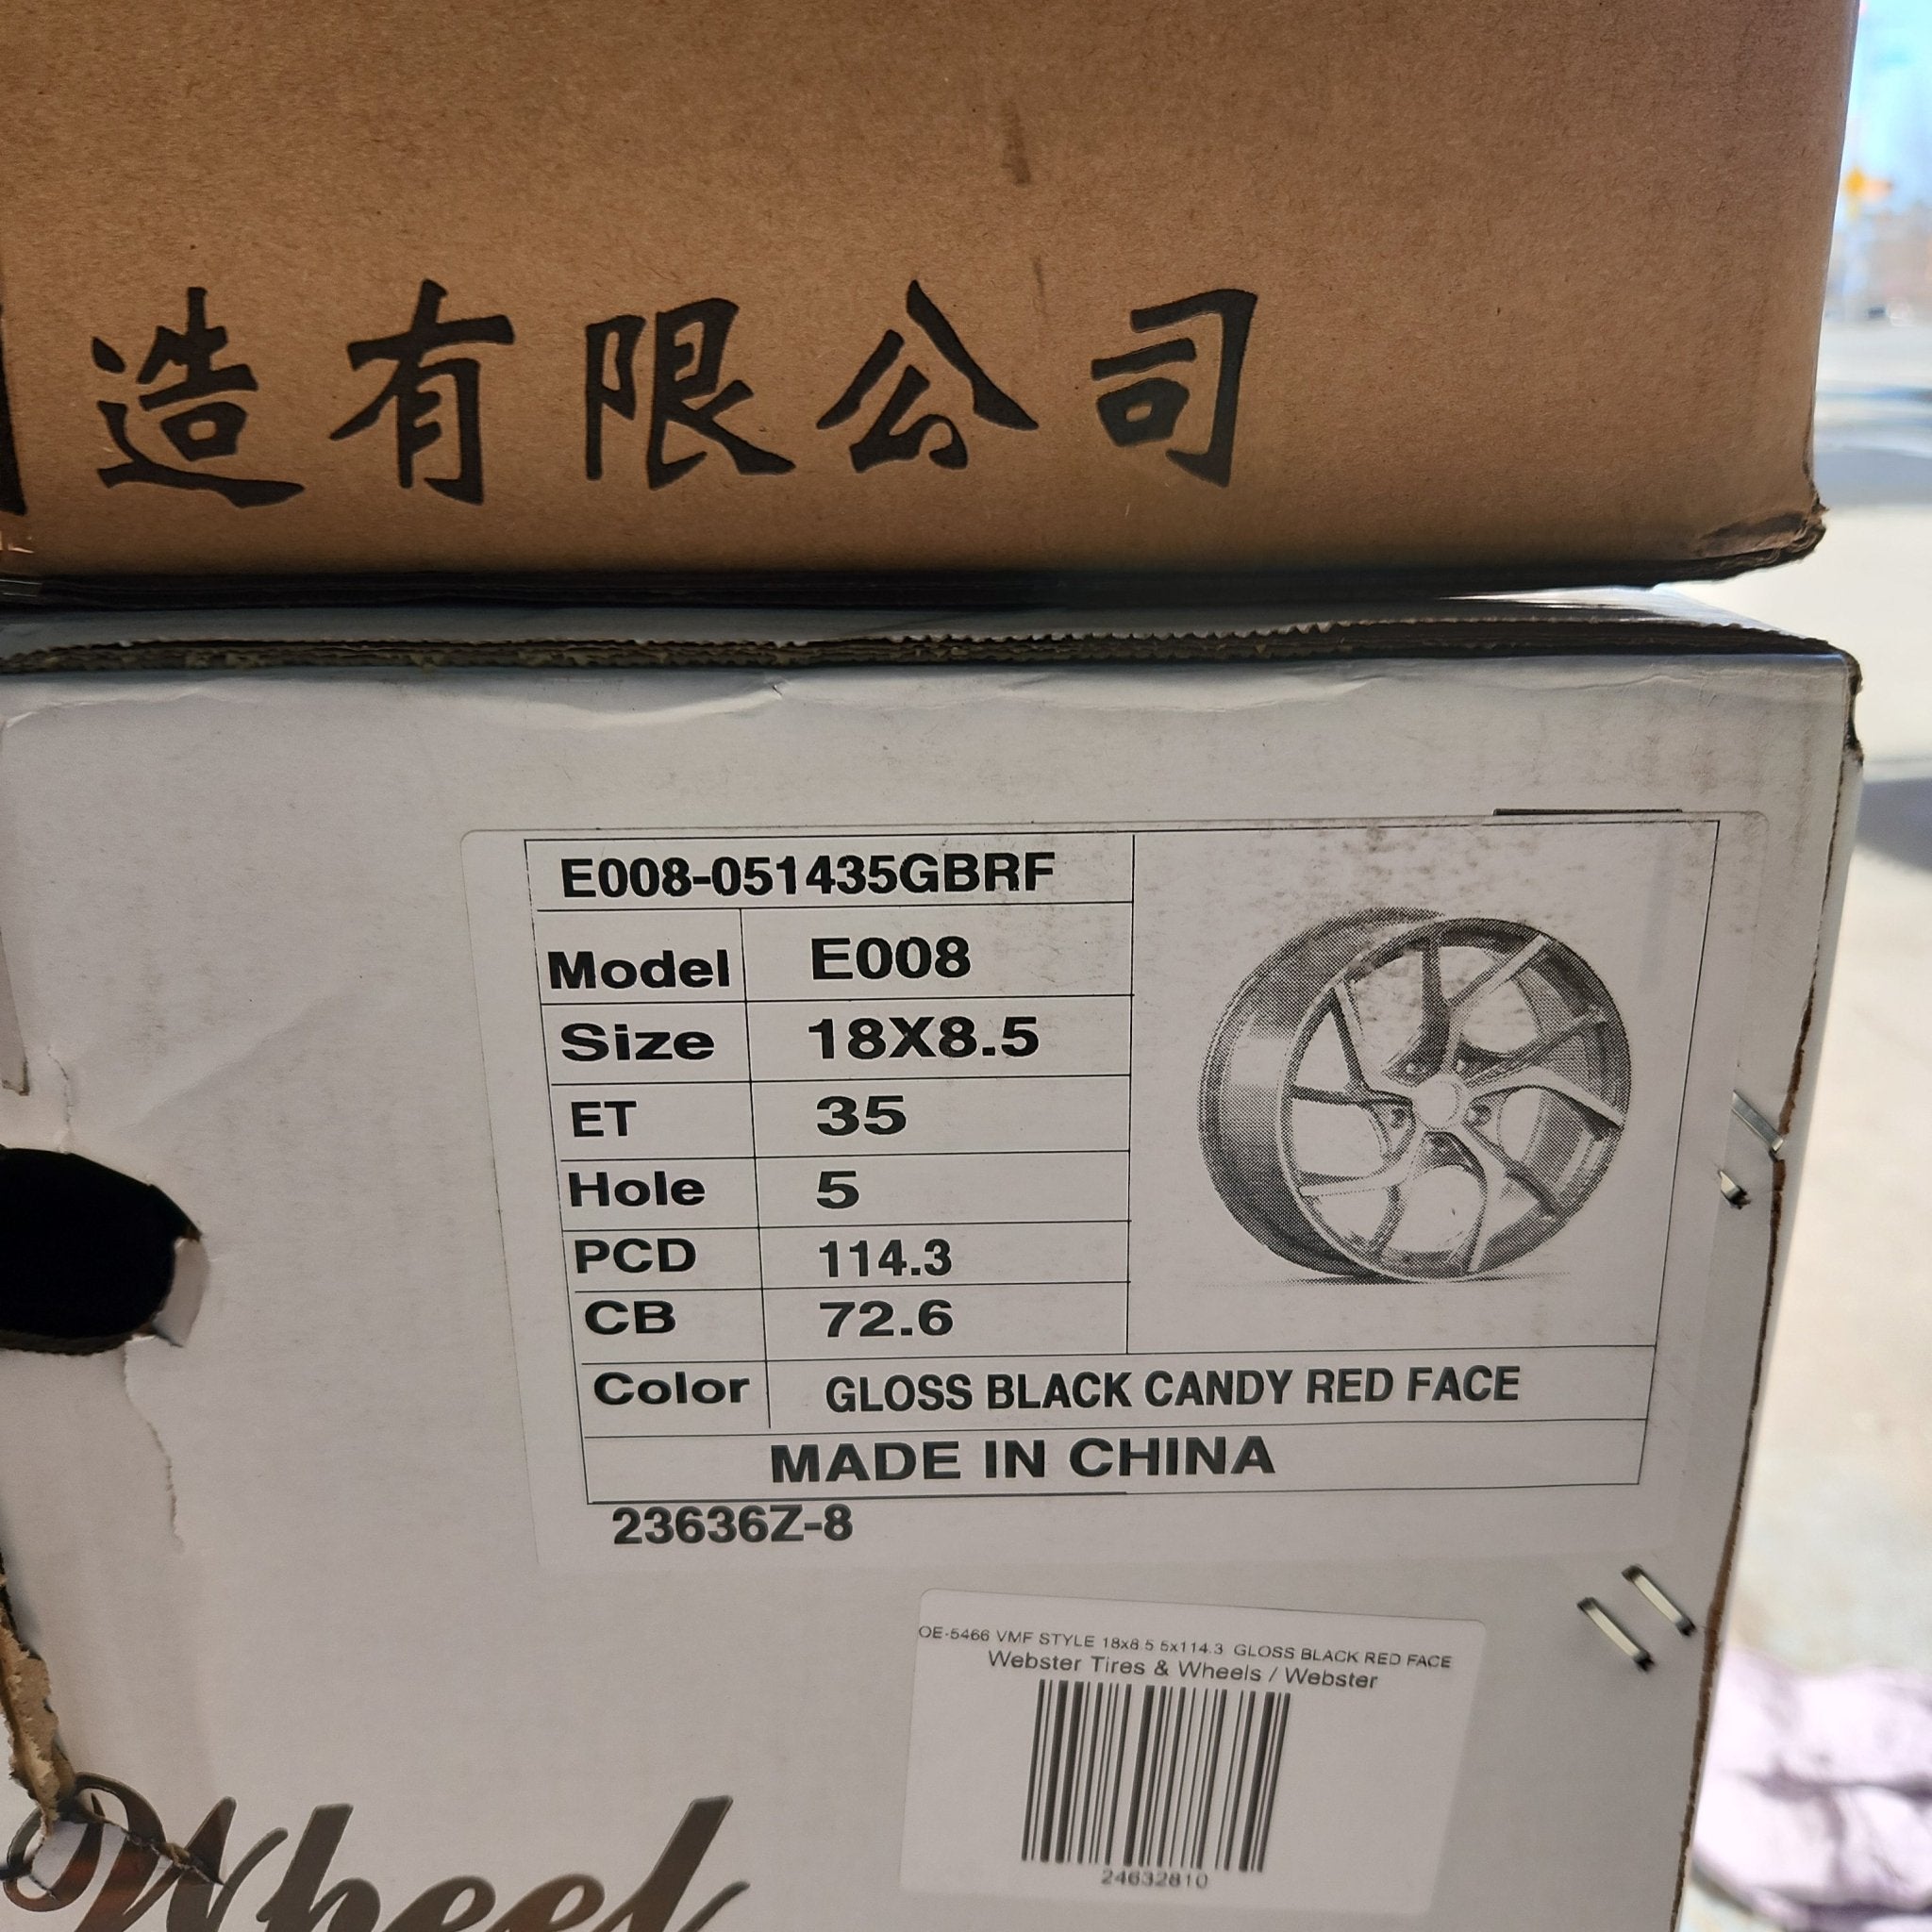 造有限公司
E008-051435GBRF
Model E008
Size 18X8.5
ET 35
Hole 5
PCD 114.3
CB 72.6
Color GLOSS BLACK CANDY RED FACE
MADE IN CHINA
23636Z-8
OE-5466 VMF STYLE 18x8.5 5x114.3 GLOSS BLACK RED FACE
Webster Tires & Wheels / Webster
24632810
Wheel